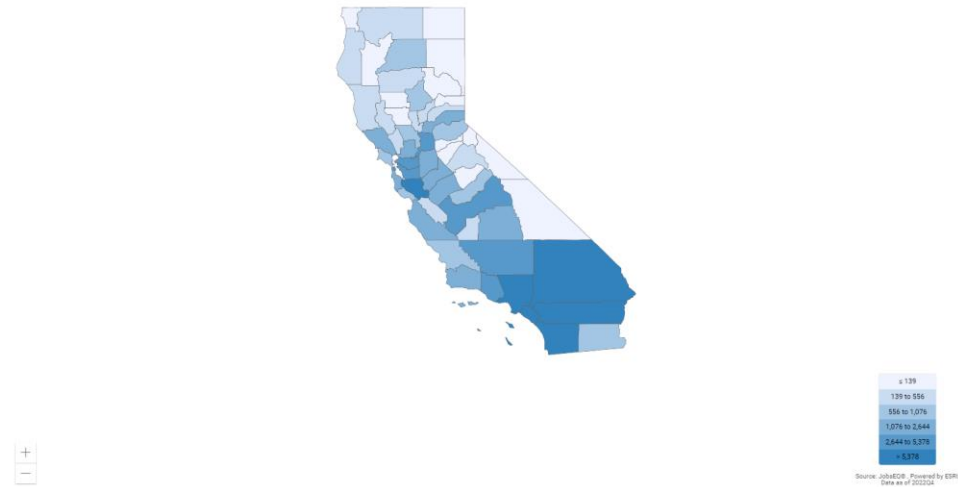 ≤ 139
139 to 556
556 to 1,076
1,076 to 2,644
2,644 to 5,378
> 5,378
Source: JobsEQ®, Powered by ESRI
Data as of 2022Q4